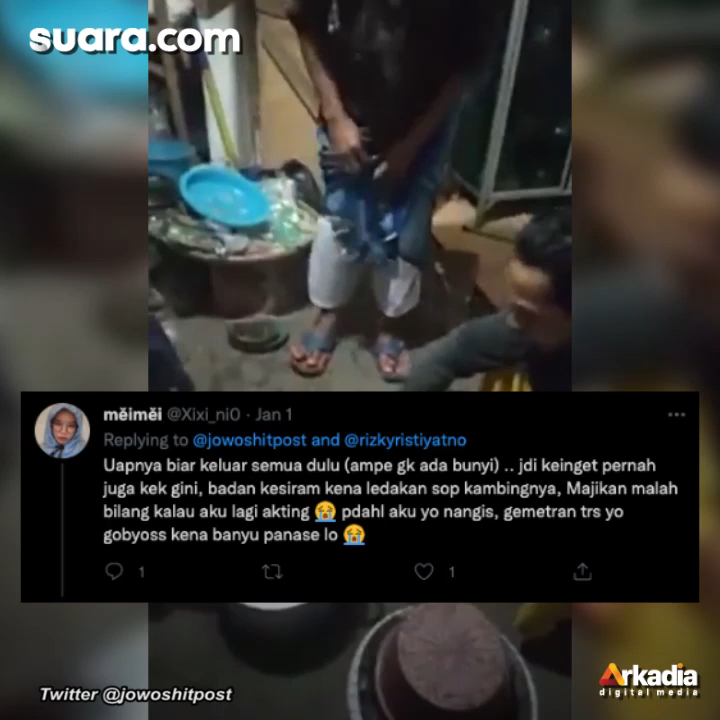 suara.com
měiměi @Xixi_ni0 · Jan 1
Replying to @jowoshitpost and @rizkyristiyatno
Uapnya biar keluar semua dulu (ampe gk ada bunyi) .. jdi keinget pernah
juga kek gini, badan kesiram kena ledakan sop kambingnya, Majikan malah
bilang kalau aku lagi akting 😭 pdahl aku yo nangis, gemetran trs yo
gobyoss kena banyu panase lo 😭
1 1
Twitter @jowoshitpost
Arkadia
digital media